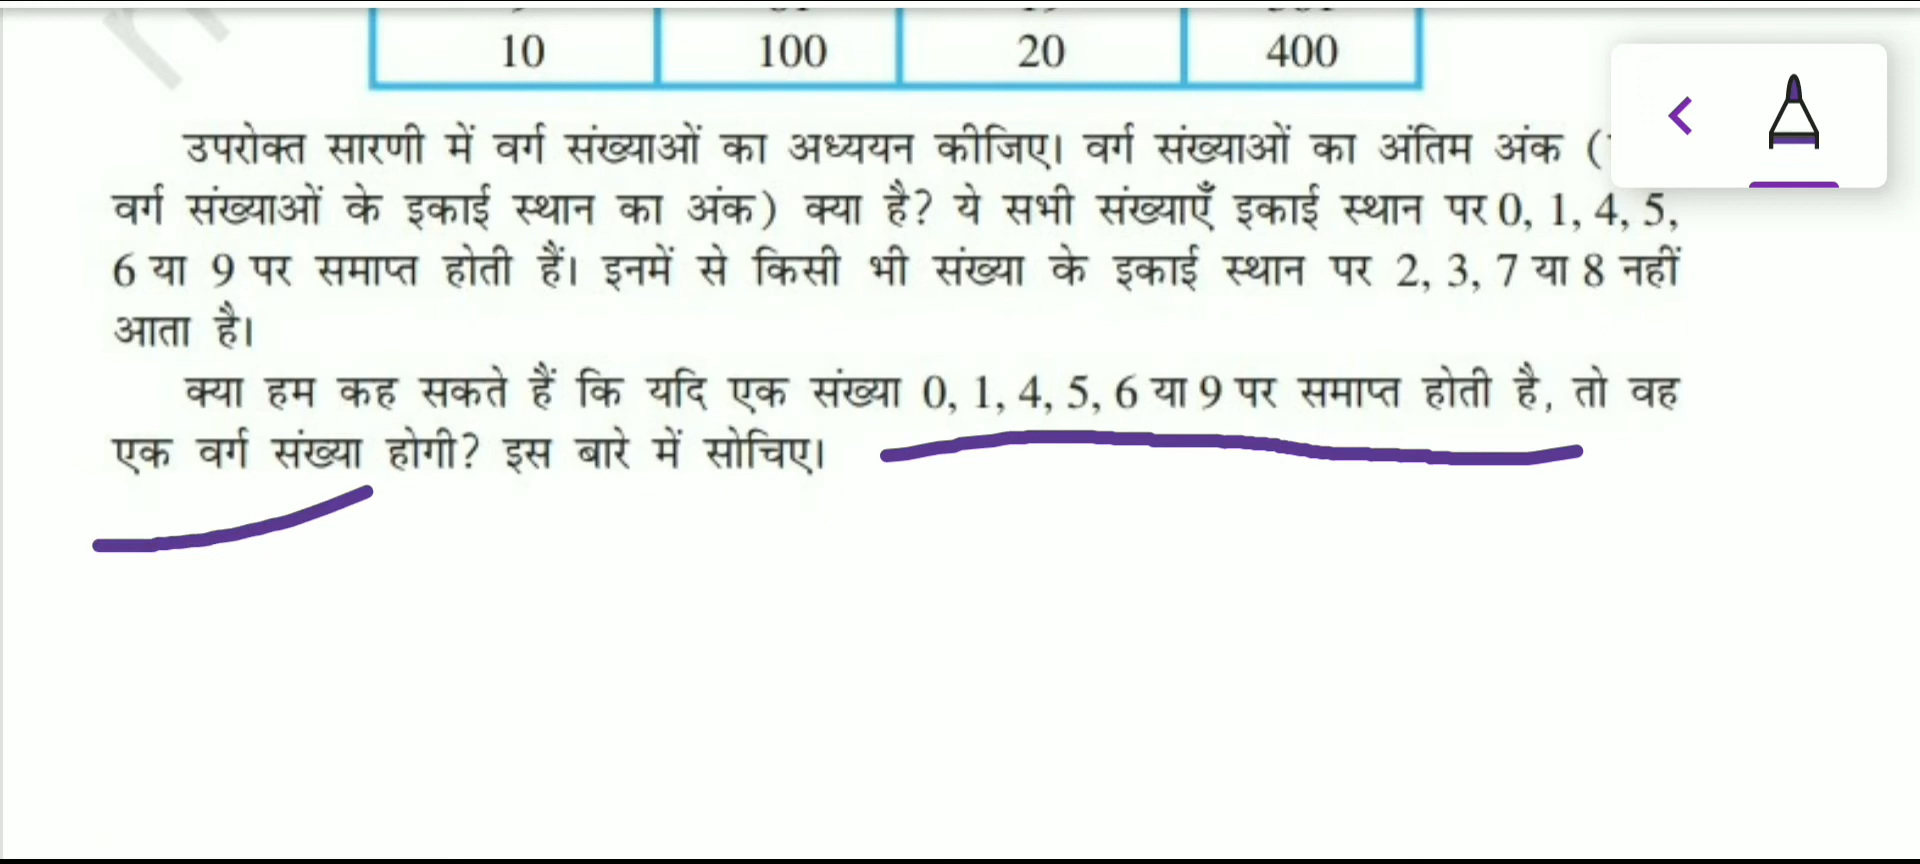 10 100 20 400
उपरोक्त सारणी में वर्ग संख्याओं का अध्ययन कीजिए। वर्ग संख्याओं का अंतिम अंक (
वर्ग संख्याओं के इकाई स्थान का अंक) क्या है? ये सभी संख्याएँ इकाई स्थान पर 0, 1, 4, 5,
6 या 9 पर समाप्त होती हैं। इनमें से किसी भी संख्या के इकाई स्थान पर 2, 3, 7 या 8 नहीं
आता है।
क्या हम कह सकते हैं कि यदि एक संख्या 0, 1, 4, 5, 6 या 9 पर समाप्त होती है, तो वह
एक वर्ग संख्या होगी? इस बारे में सोचिए।